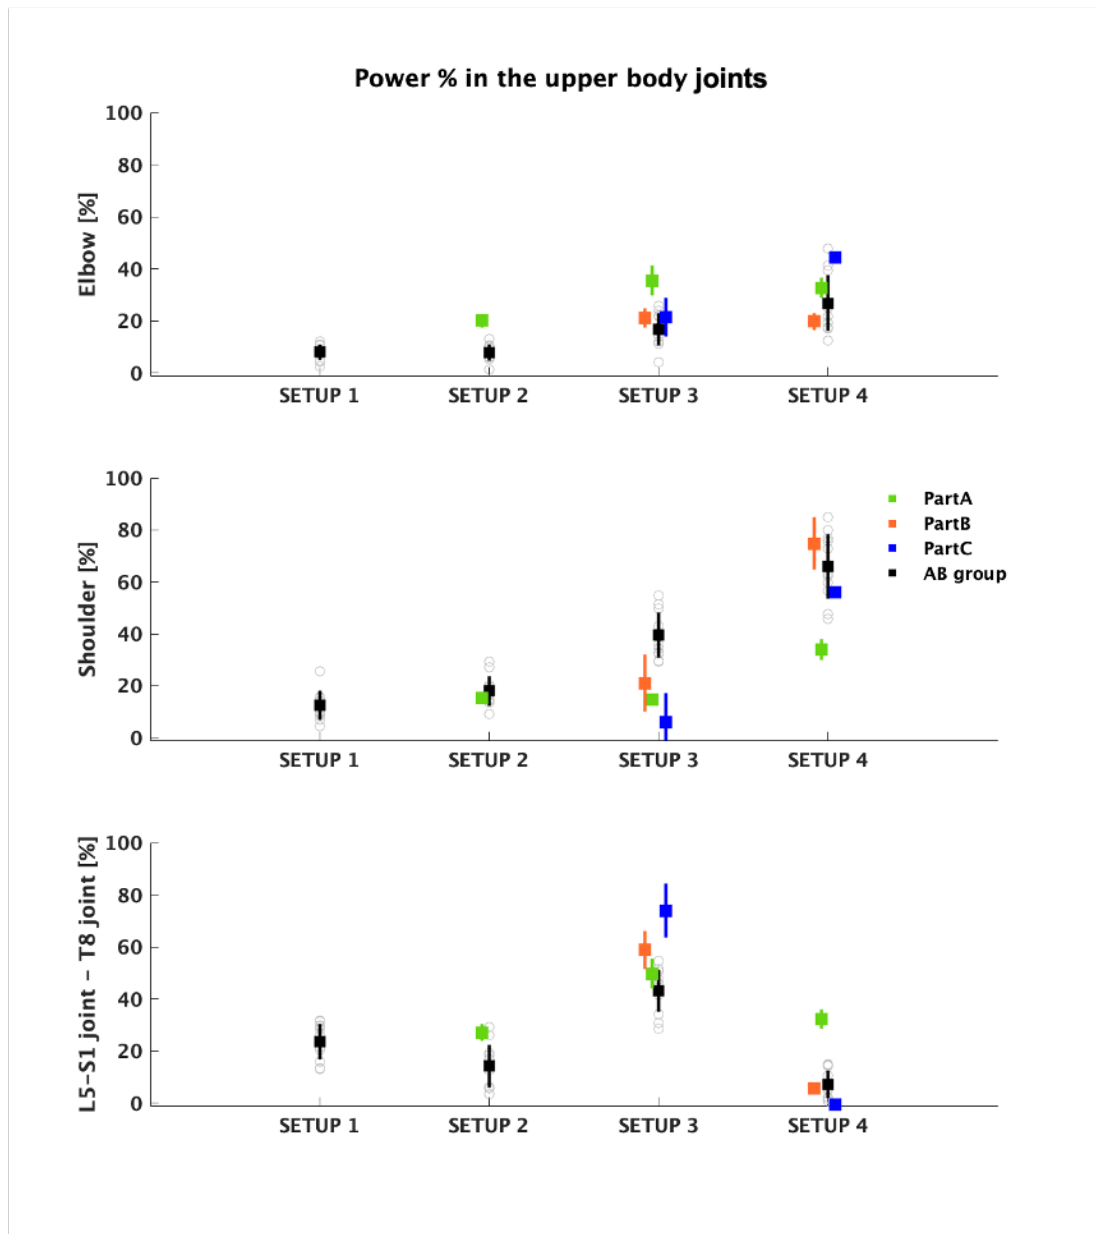 Power % in the upper body joints
Elbow [%]
100
80
60
40
20
0
SETUP 1 SETUP 2 SETUP 3 SETUP 4
Shoulder [%]
100
80
60
40
20
0
PartA
PartB
PartC
AB group
SETUP 1 SETUP 2 SETUP 3 SETUP 4
L5-S1 joint - T8 joint [%]
100
80
60
40
20
0
SETUP 1 SETUP 2 SETUP 3 SETUP 4